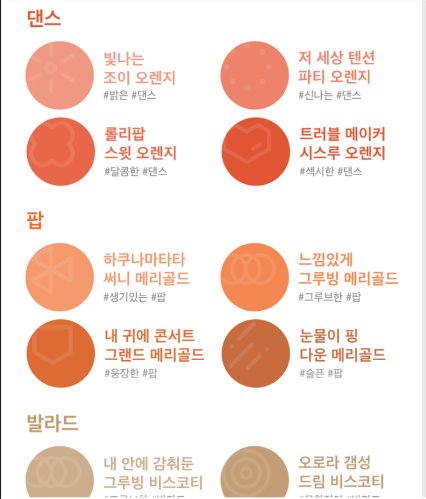 댄스
빛나는
조이 오렌지
#밝은 #댄스
저 세상 텐션
파티 오렌지
#신나는 #댄스
롤리팝
스윗 오렌지
#달콤한 #댄스
트러블 메이커
시스루 오렌지
#섹시한 #댄스
팝
하쿠나마타타
써니 메리골드
#생기있는 #팝
느낌있게
그루빙 메리골드
#그루브한 #팝
내 귀에 콘서트
그랜드 메리골드
#웅장한 #팝
눈물이 핑
다운 메리골드
#슬픈 #팝
발라드
내 안에 감춰둔
그루빙 비스코티
오로라 갬성
드림 비스코티